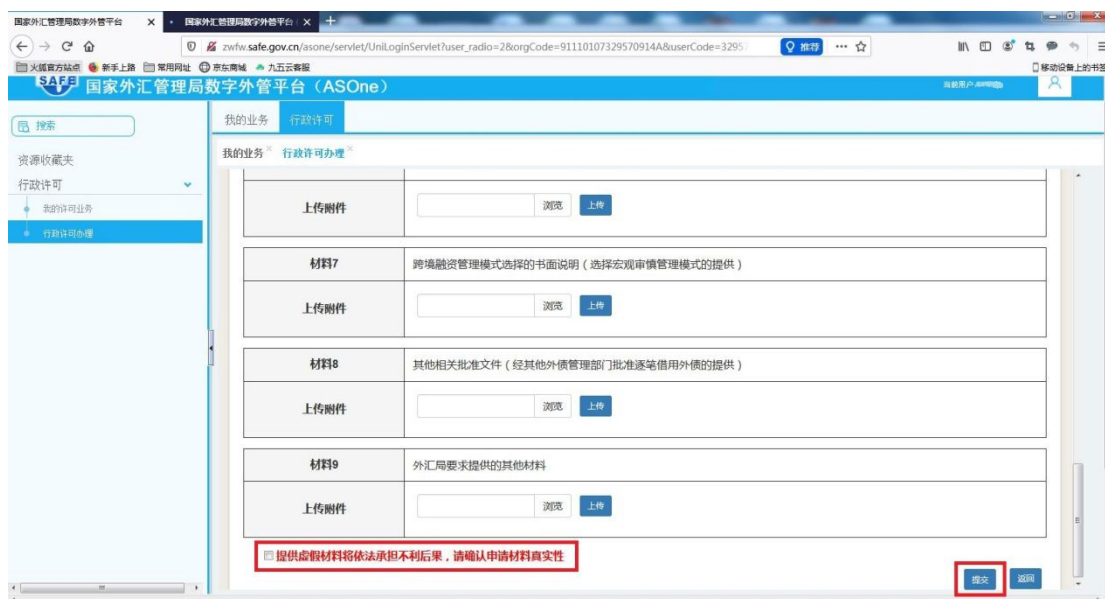 国家外汇管理局数字外管平台
国家外汇管理局数字外管平台（
zwfw.safe.gov.cn/asone/servlet/UniLoginServlet?user_radio=2&orgCode=91110107329570914A&userCode=3295
推荐
火狐官方站点 新手上路 常用网址 京东商城 九五云客服
移动设备上的书签
SAFE 国家外汇管理局数字外管平台（ASOne）
当前用户
搜索
我的业务 行政许可
我的业务 行政许可办理
资源收藏夹
行政许可
我的许可业务
行政许可办理
上传附件 浏览 上传
材料7 跨境融资管理模式选择的书面说明（选择宏观审慎管理模式的提供）
上传附件 浏览 上传
材料8 其他相关批准文件（经其他外债管理部门批准逐笔借用外债的提供）
上传附件 浏览 上传
材料9 外汇局要求提供的其他材料
上传附件 浏览 上传
提供虚假材料将依法承担不利后果，请确认申请材料真实性
提交 返回